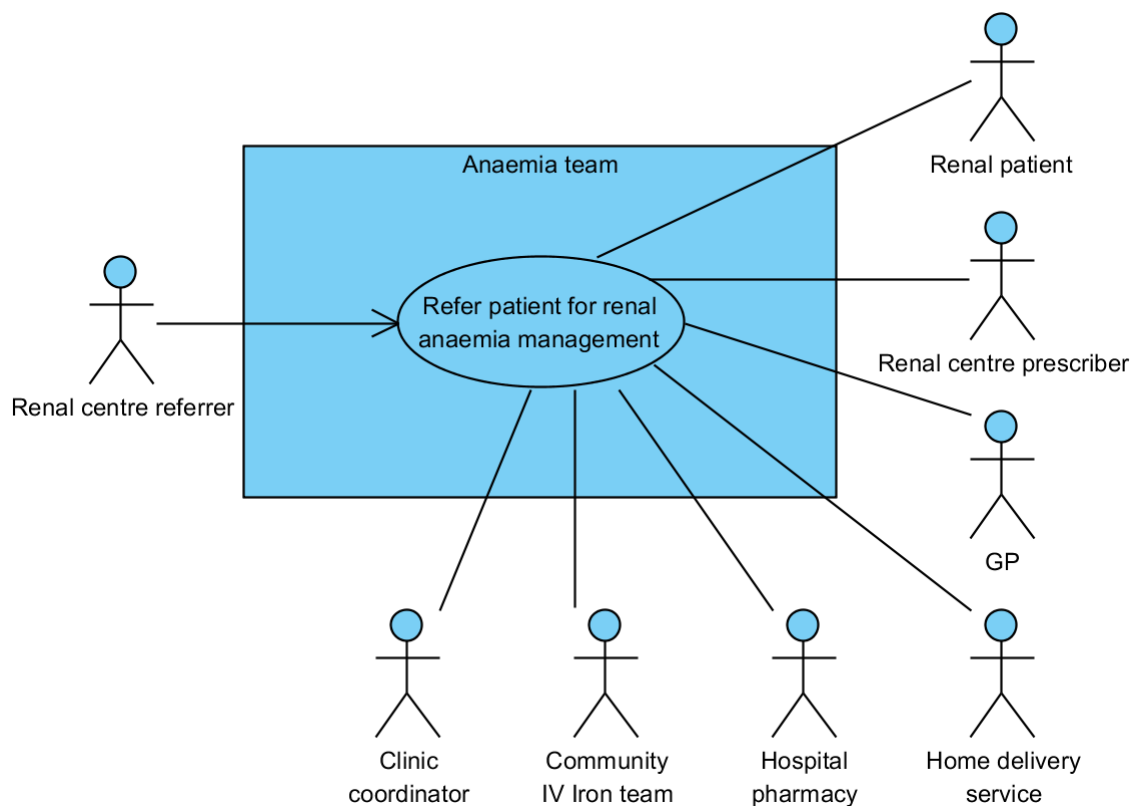 Anaemia team
Renal patient
Refer patient for renal
anaemia management
Renal centre prescriber
Renal centre referrer
GP
Clinic
coordinator
Community
IV Iron team
Hospital
pharmacy
Home delivery
service